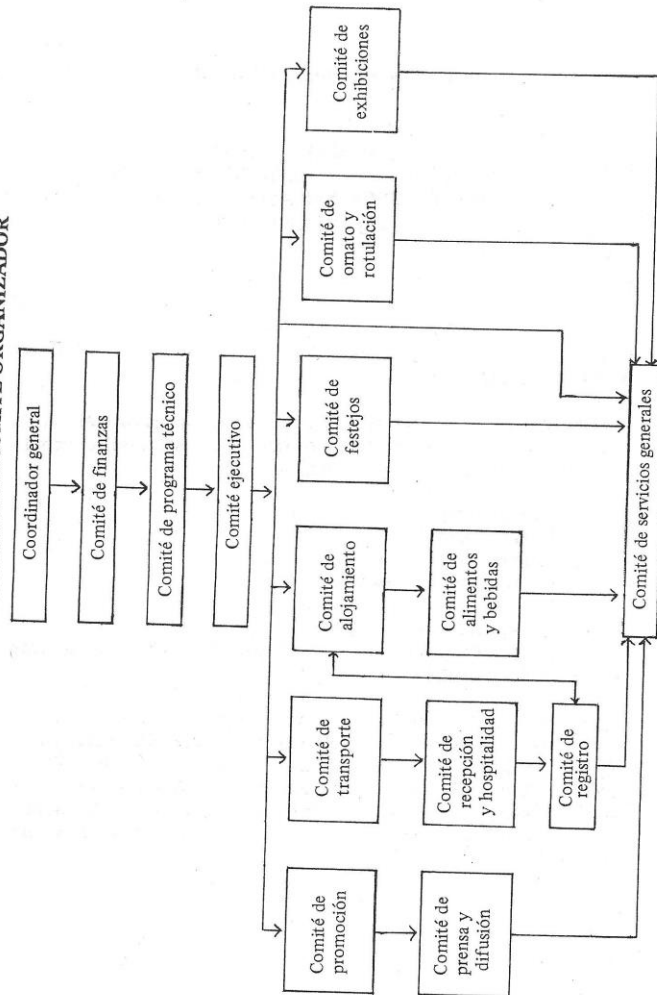 ORGANIZADOR
Coordinador general
Comité de finanzas
Comité de programa técnico
Comité ejecutivo
Comité de
promoción
Comité de
transporte
Comité de
alojamiento
Comité de
festejos
Comité de
ornato y
rotulación
Comité de
exhibiciones
Comité de
prensa y
difusión
Comité de
recepción
y hospitalidad
Comité de
alimentos
y bebidas
Comité de
registro
Comité de servicios generales